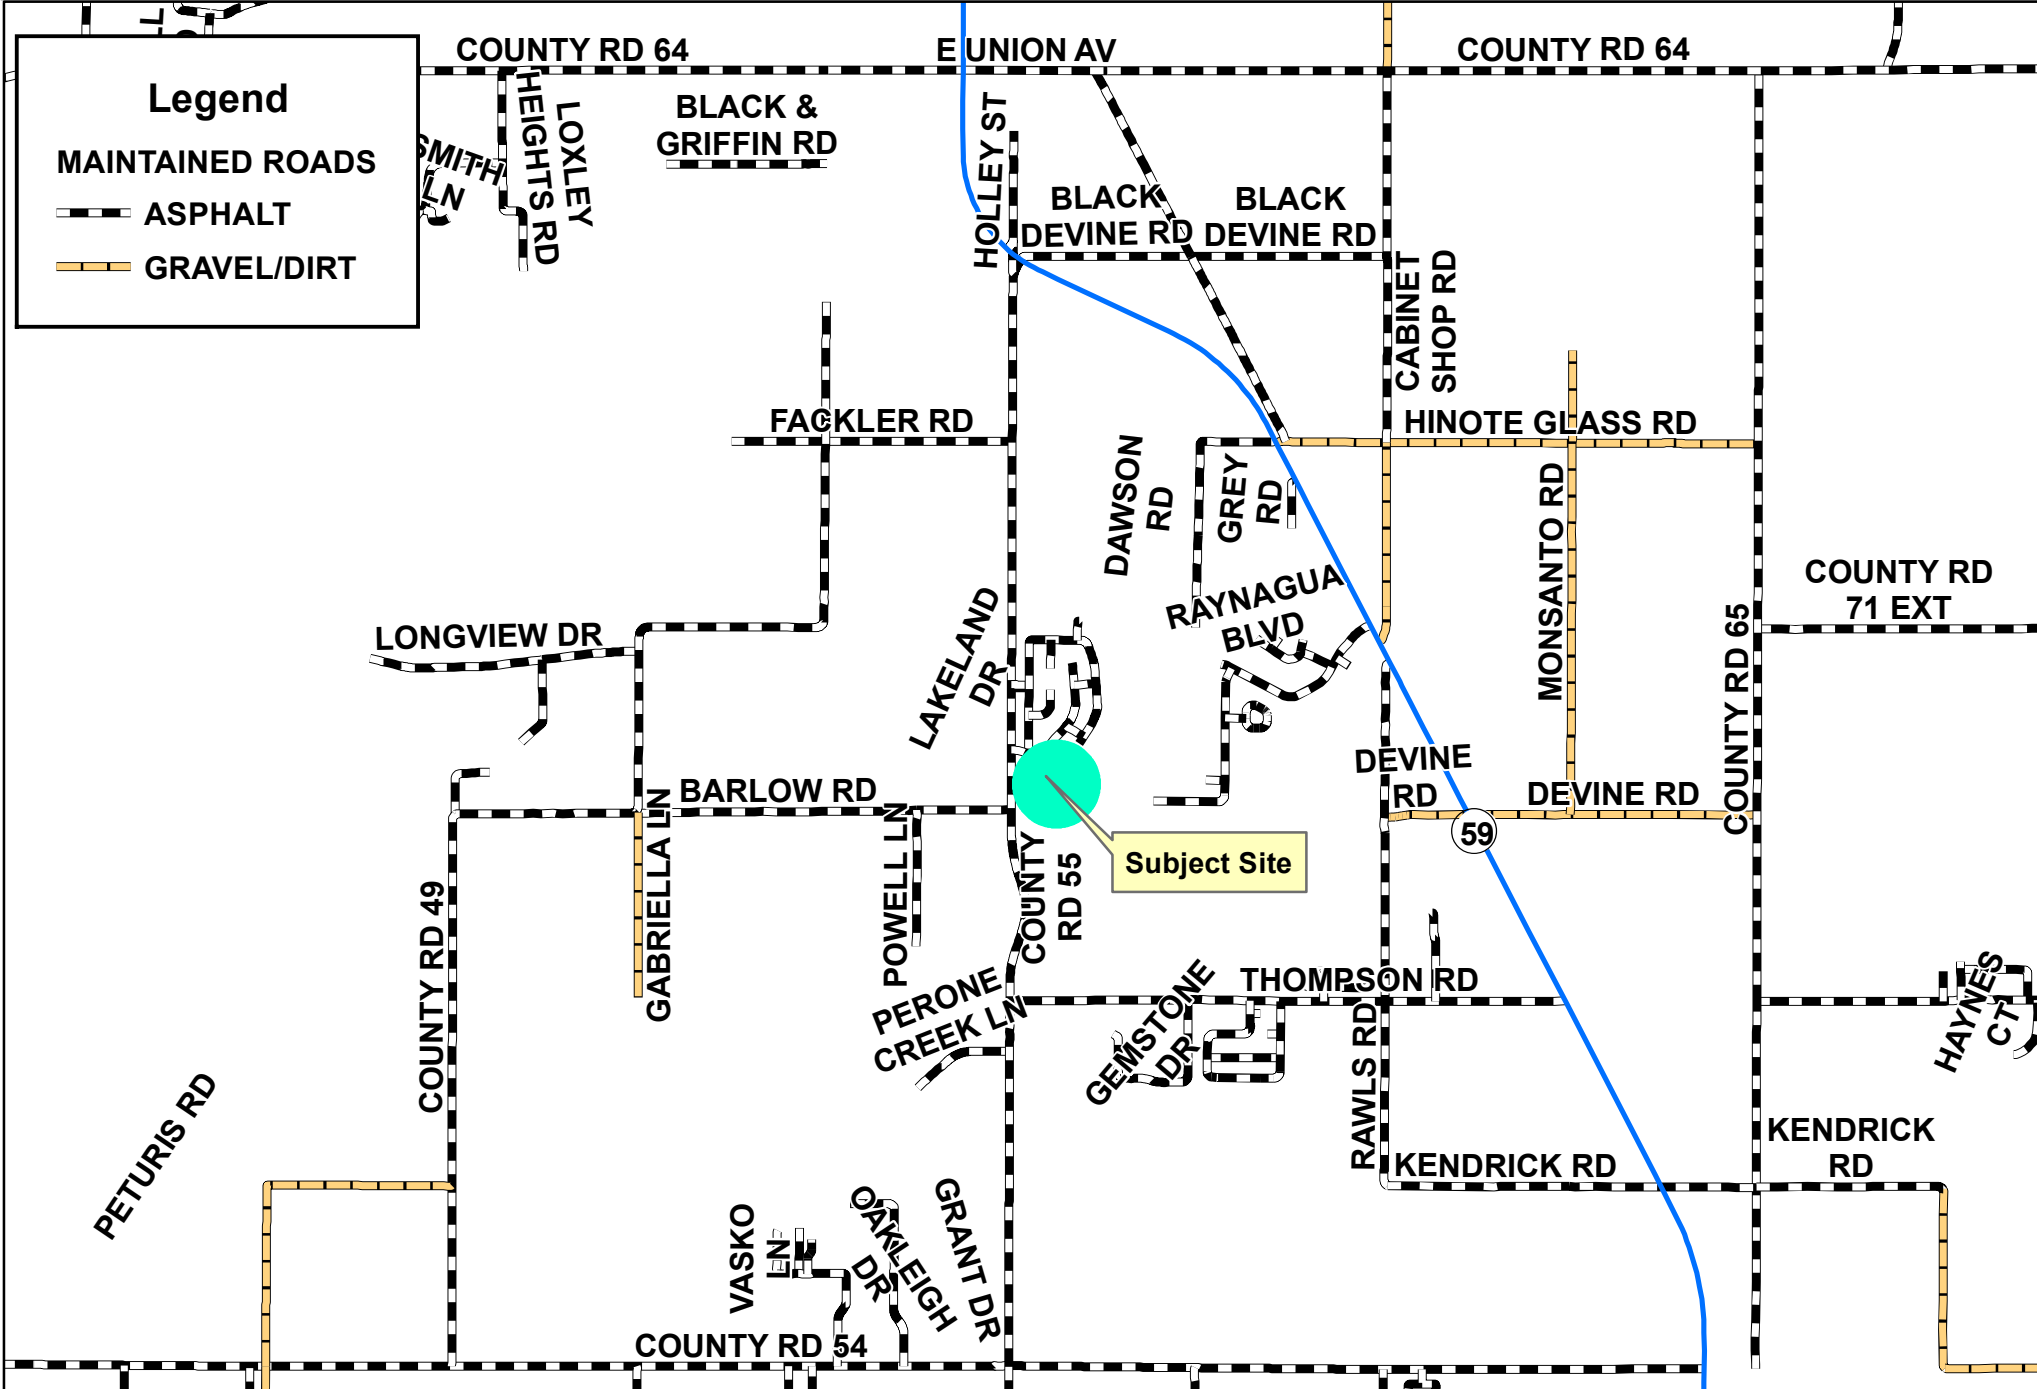 LL
COUNTY RD 64
E UNION AV
COUNTY RD 64
Legend
MAINTAINED ROADS
ASPHALT
GRAVEL/DIRT
SMITH
LN
LOXLEY
HEIGHTS RD
BLACK &
GRIFFIN RD
HOLLEY ST
BLACK
DEVINE RD
BLACK
DEVINE RD
CABINET
SHOP RD
FACKLER RD
HINOTE GLASS RD
DAWSON
RD
GREY
RD
MONSANTO RD
COUNTY RD
71 EXT
RAYNAGUA
BLVD
LONGVIEW DR
LAKELAND
DR
COUNTY RD 65
DEVINE
RD
DEVINE RD
BARLOW RD
59
GABRIELLA LN
POWELL LN
COUNTY
RD 55
Subject Site
COUNTY RD 49
PERONE
CREEK LN
THOMPSON RD
GEMSTONE
DR
RAWLS RD
HAYNES
CT
PETURIS RD
KENDRICK RD
KENDRICK
RD
VASKO
LN
OAKLEIGH
DR
GRANT DR
COUNTY RD 54